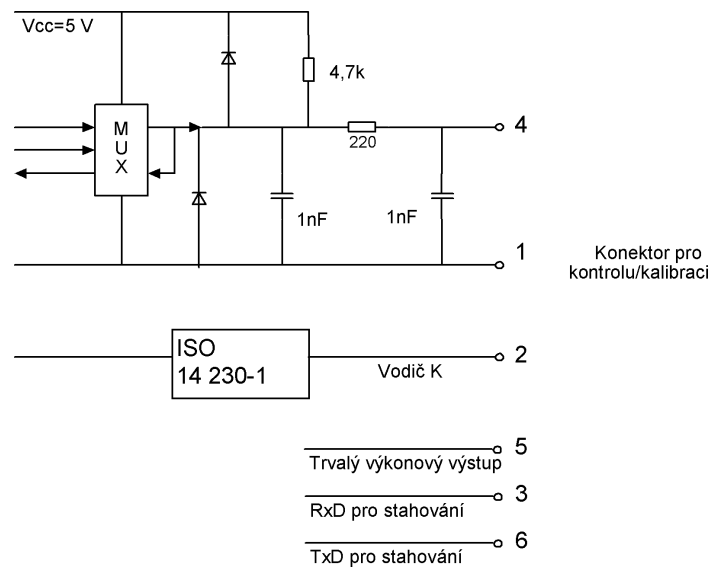 Vcc=5 V
4,7k
M
U
X
220
4
1nF
1nF
1
Konektor pro
kontrolu/kalibraci
ISO
14 230-1
Vodič K
2
5
Trvalý výkonový výstup
3
RxD pro stahování
6
TxD pro stahování